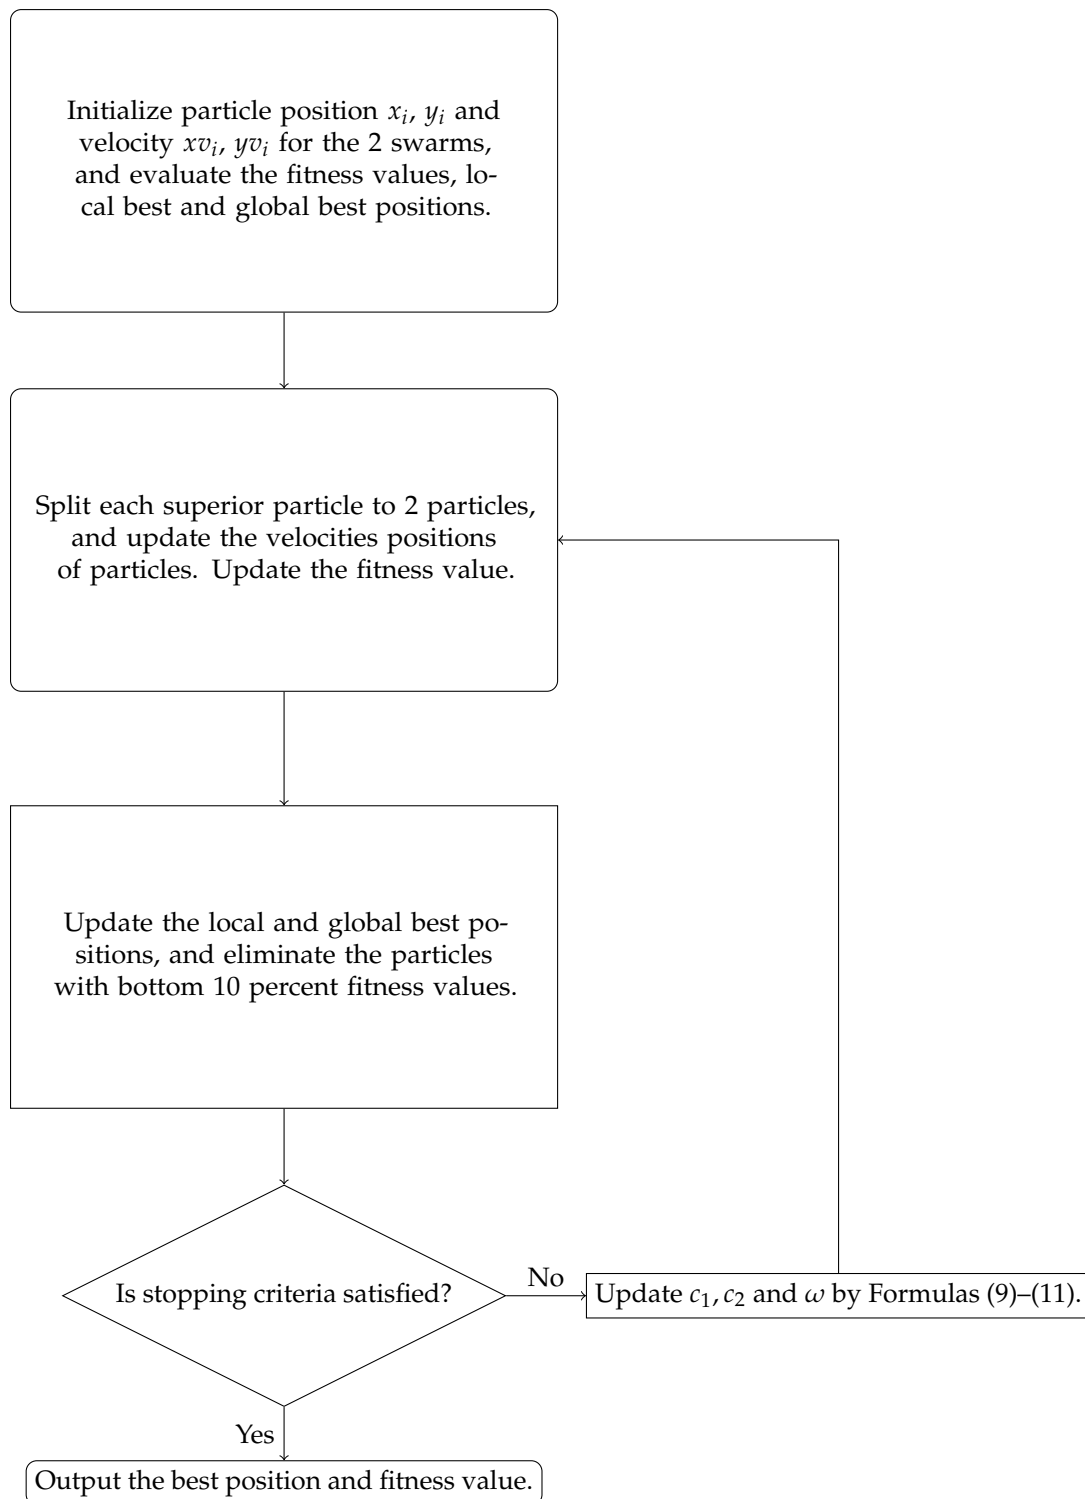 Initialize particle position $x_i$, $y_i$ and
velocity $xv_i$, $yv_i$ for the 2 swarms,
and evaluate the fitness values, lo-
cal best and global best positions.
Split each superior particle to 2 particles,
and update the velocities positions
of particles. Update the fitness value.
Update the local and global best po-
sitions, and eliminate the particles
with bottom 10 percent fitness values.
Is stopping criteria satisfied?
No
Update $c_1, c_2$ and $\omega$ by Formulas (9)–(11).
Yes
Output the best position and fitness value.